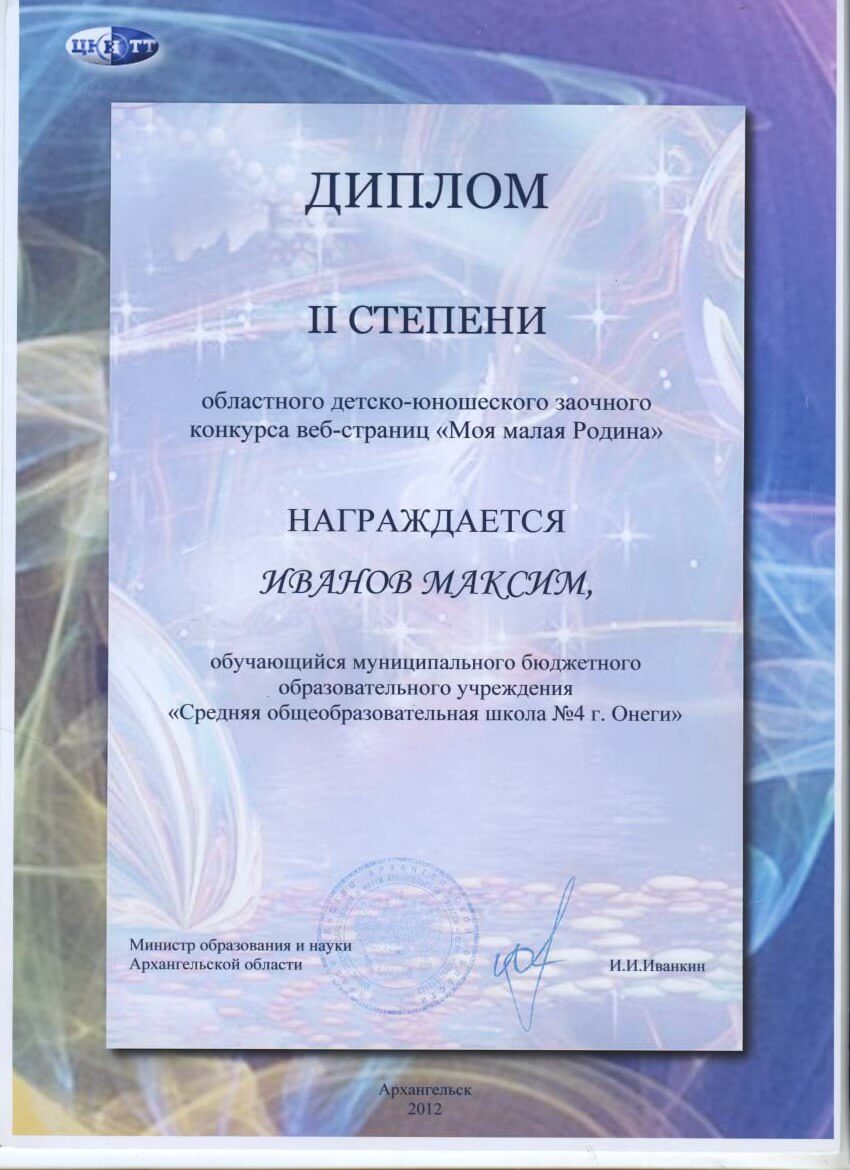 ДИПЛОМ
II СТЕПЕНИ
областного детско-юношеского заочного
конкурса веб-страниц «Моя малая Родина»
НАГРАЖДАЕТСЯ
ИВАНОВ МАКСИМ,
обучающийся муниципального бюджетного
образовательного учреждения
«Средняя общеобразовательная школа №4 г. Онеги»
Министр образования и науки
Архангельской области
И.И.Иванкин
Архангельск
2012